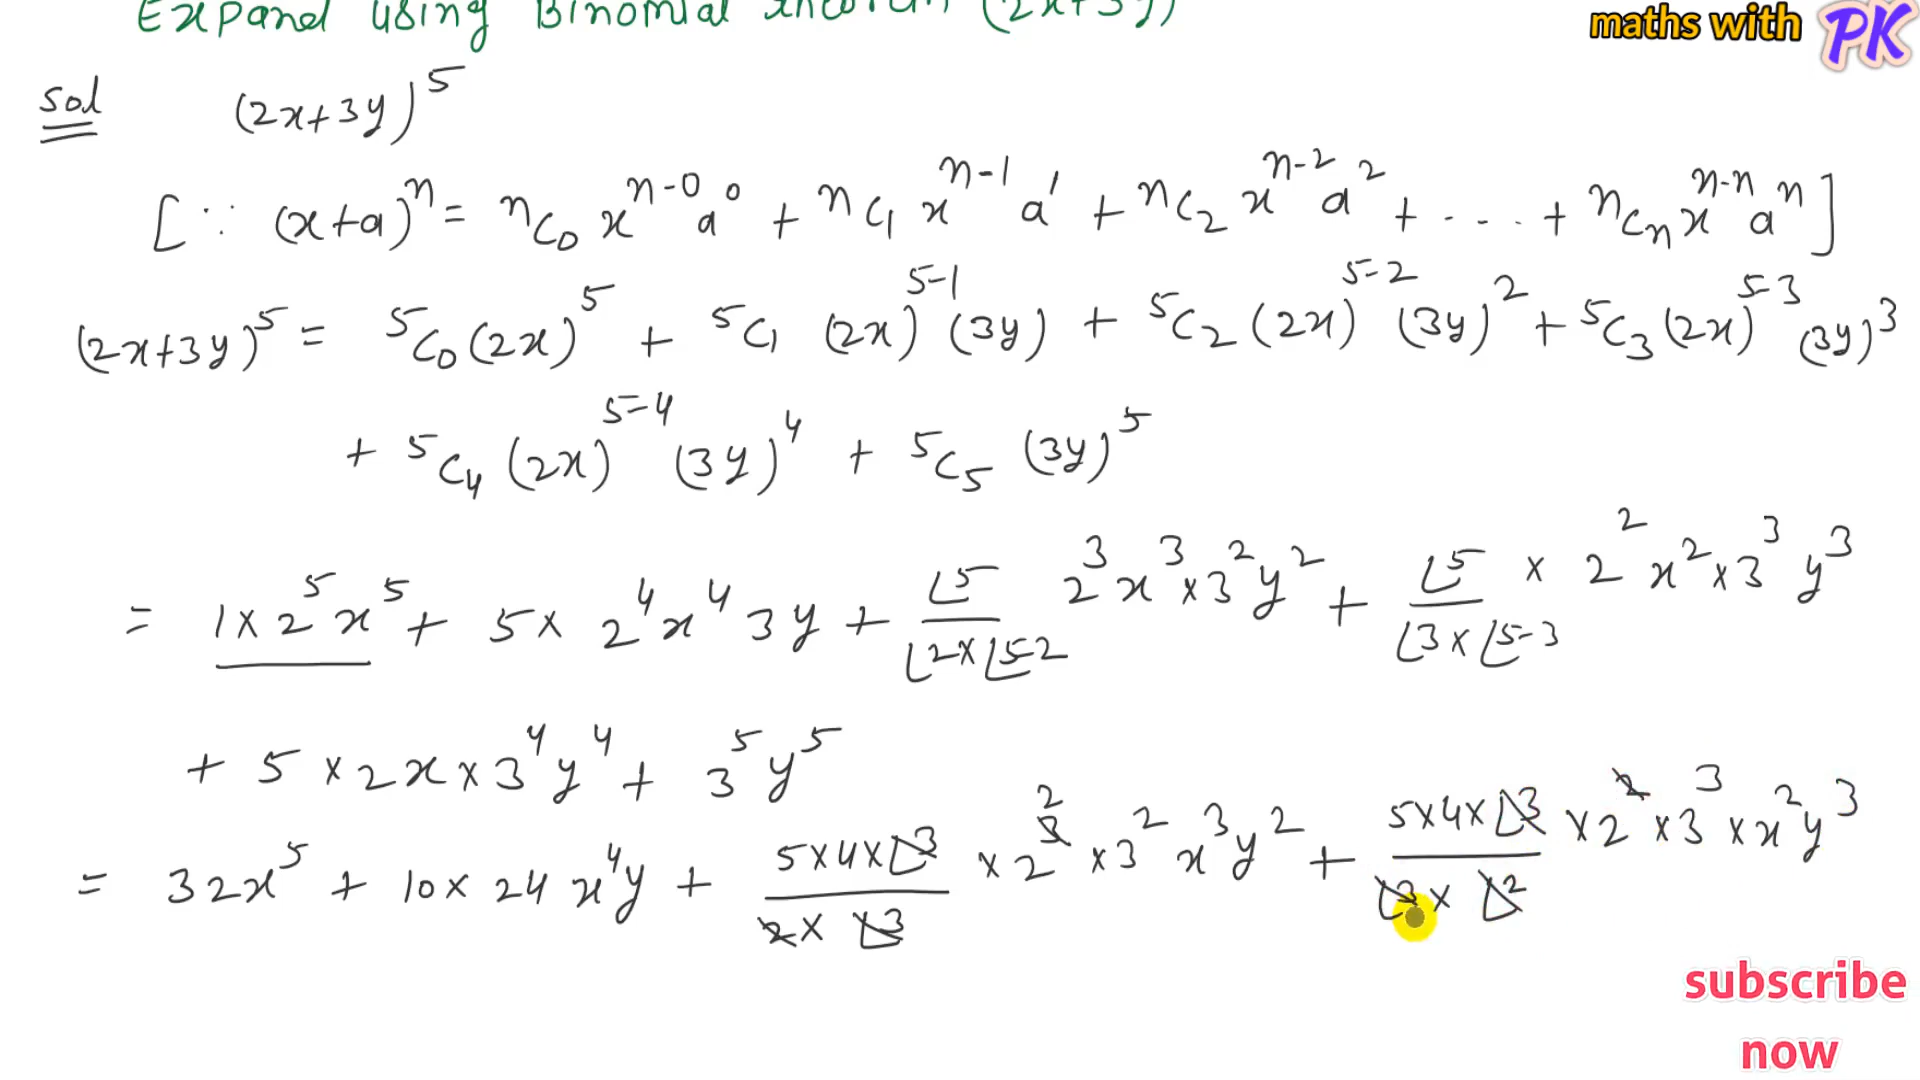 Expand using Binomial theorem (2x+3y)
maths with PK
Sol (2x+3y)^5
[∵ (x+a)^n = nC0 x^(n-0) a^0 + nC1 x^(n-1) a^1 + nC2 x^(n-2) a^2 + ... + nCn x^(n-n) a^n]
(2x+3y)^5 = 5C0 (2x)^5 + 5C1 (2x)^(5-1) (3y) + 5C2 (2x)^(5-2) (3y)^2 + 5C3 (2x)^(5-3) (3y)^3
+ 5C4 (2x)^(5-4) (3y)^4 + 5C5 (3y)^5
= 1×2^5 x^5 + 5×2^4 x^4 3y + ∟5/(∟2×∟5-2) 2^3 x^3 ×3^2 y^2 + ∟5/(∟3×∟5-3) × 2^2 x^2 ×3^3 y^3
+ 5×2x×3^4 y^4 + 3^5 y^5
= 32x^5 + 10×24 x^4 y + (5×4×∟3)/(2×∟3) ×2^3 2 ×3^2 x^3 y^2 + (5×4×∟3)/(∟3×∟2) ×2^2 ×3^3 ×x^2 y^3
subscribe
now